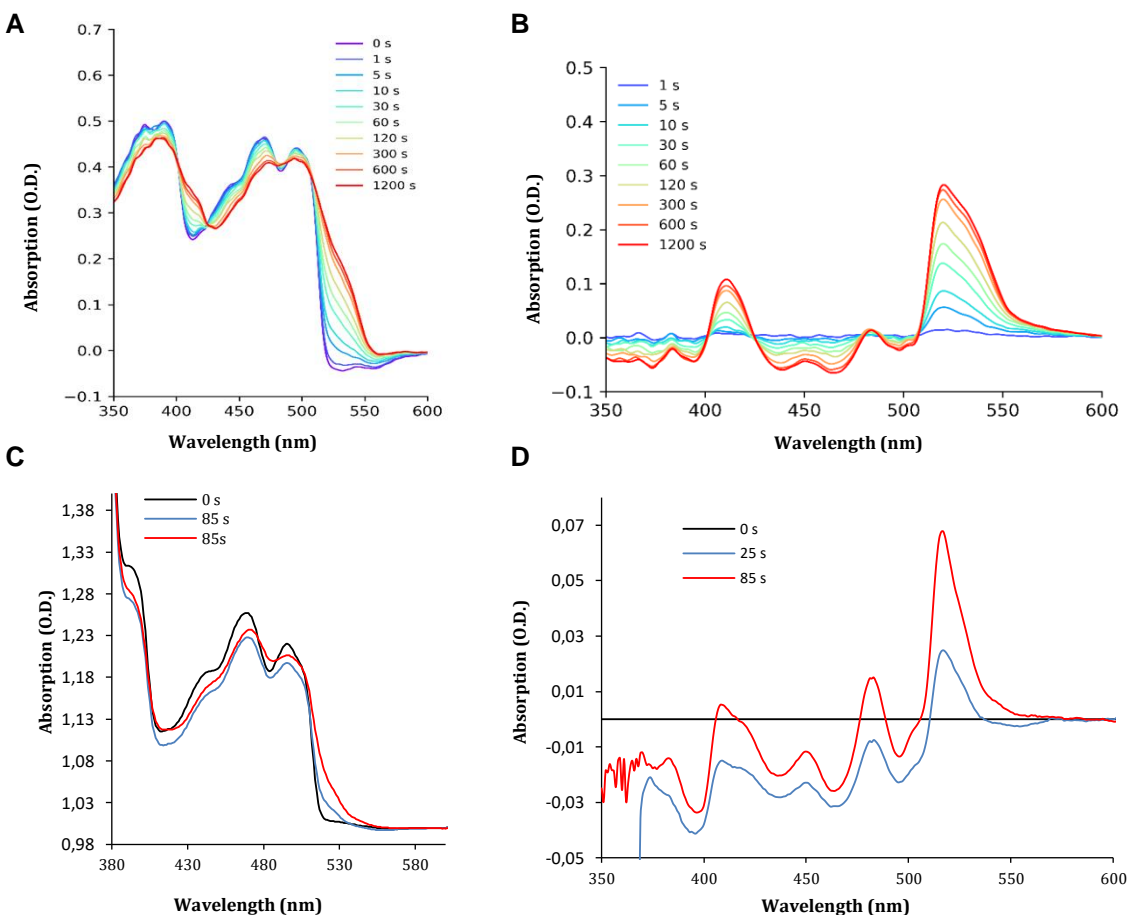 A
0.7
0.6
0.5
0.4
0.3
0.2
0.1
0.0
−0.1
Absorption (O.D.)
350 400 450 500 550 600
Wavelength (nm)
0 s
1 s
5 s
10 s
30 s
60 s
120 s
300 s
600 s
1200 s
B
0.5
0.4
0.3
0.2
0.1
0.0
−0.1
Absorption (O.D.)
350 400 450 500 550 600
Wavelength (nm)
1 s
5 s
10 s
30 s
60 s
120 s
300 s
600 s
1200 s
C
1,38
1,33
1,28
1,23
1,18
1,13
1,08
1,03
0,98
Absorption (O.D.)
380 430 480 530 580
Wavelength (nm)
0 s
85 s
85s
D
0,07
0,05
0,03
0,01
-0,01
-0,03
-0,05
Absorption (O.D.)
350 400 450 500 550 600
Wavelength (nm)
0 s
25 s
85 s